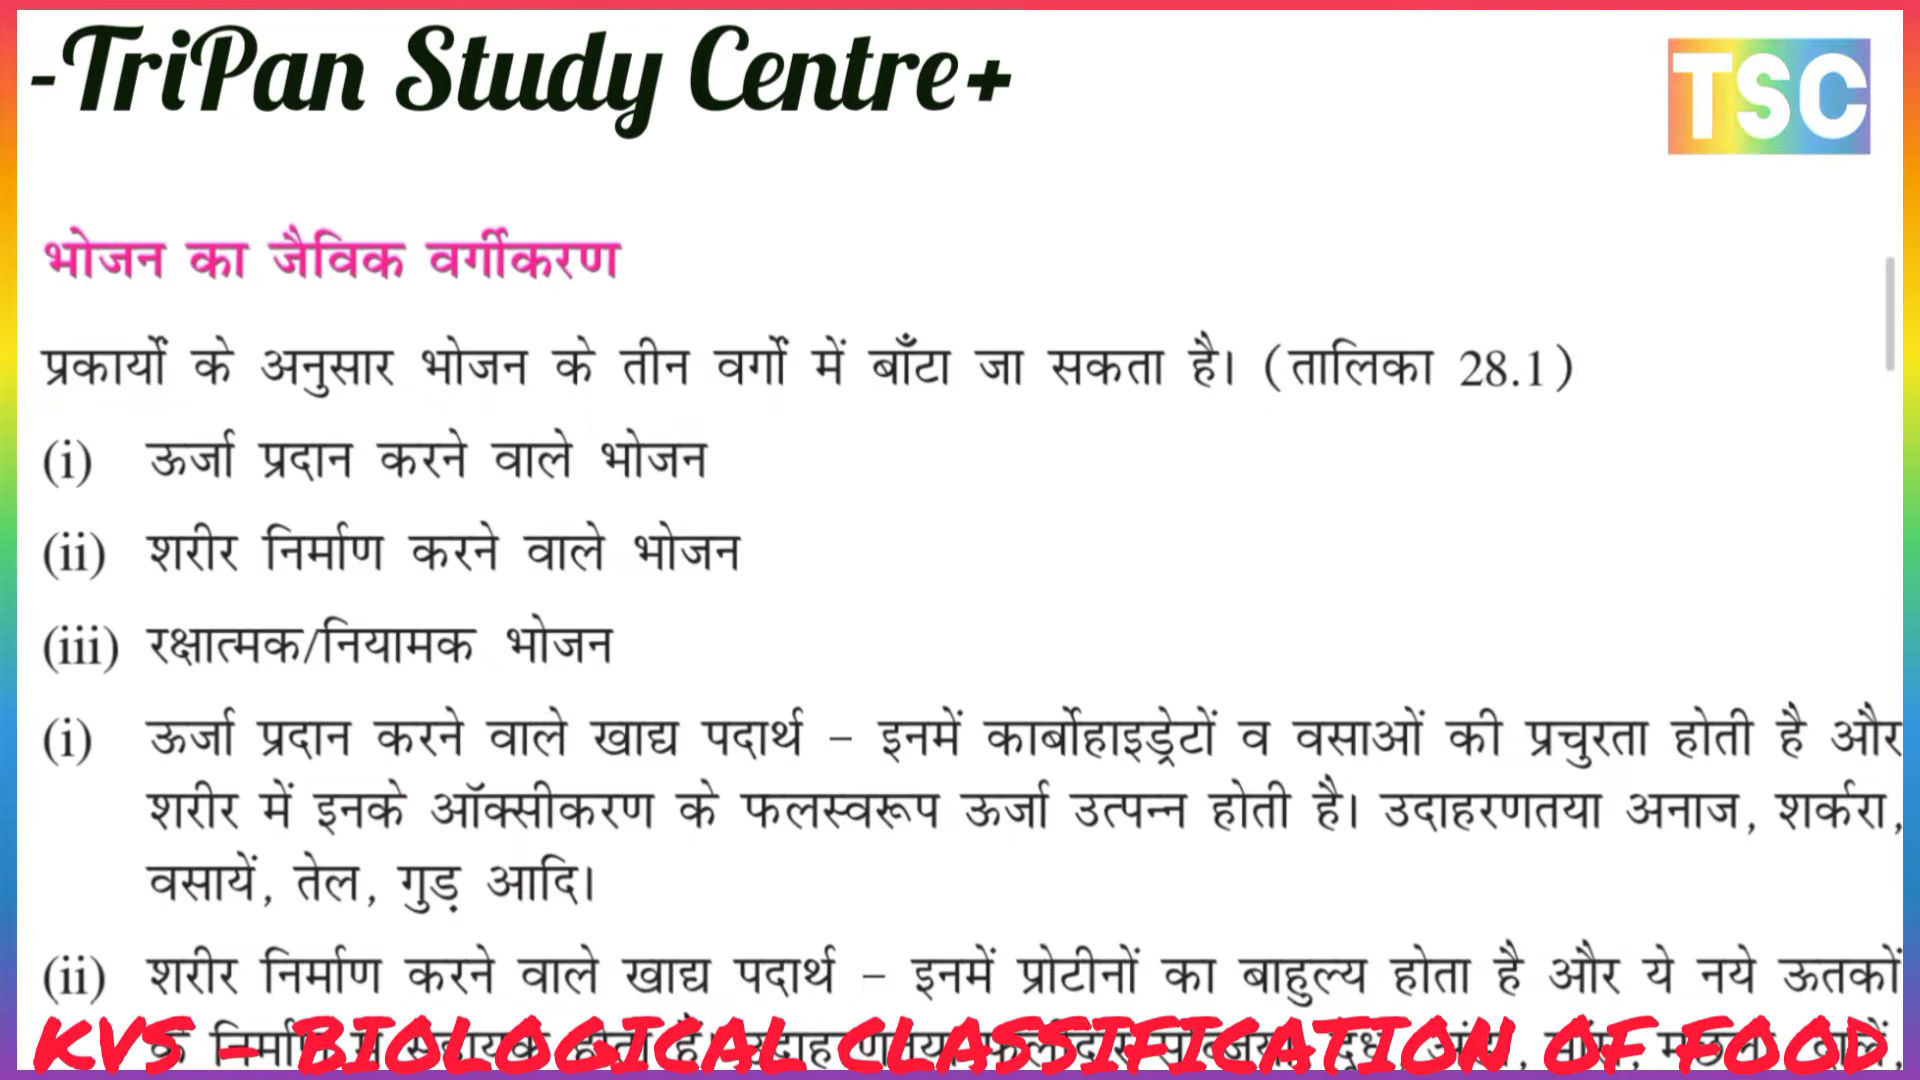 -TriPan Study Centre+
TSC
भोजन का जैविक वर्गीकरण
प्रकार्यों के अनुसार भोजन के तीन वर्गों में बाँटा जा सकता है। (तालिका 28.1)
(i) ऊर्जा प्रदान करने वाले भोजन
(ii) शरीर निर्माण करने वाले भोजन
(iii) रक्षात्मक/नियामक भोजन
(i) ऊर्जा प्रदान करने वाले खाद्य पदार्थ – इनमें कार्बोहाइड्रेटों व वसाओं की प्रचुरता होती है और
शरीर में इनके ऑक्सीकरण के फलस्वरूप ऊर्जा उत्पन्न होती है। उदाहरणतया अनाज, शर्करा,
वसायें, तेल, गुड़ आदि।
(ii) शरीर निर्माण करने वाले खाद्य पदार्थ – इनमें प्रोटीनों का बाहुल्य होता है और ये नये ऊतकों
KVS - BIOLOGICAL CLASSIFICATION OF FOOD